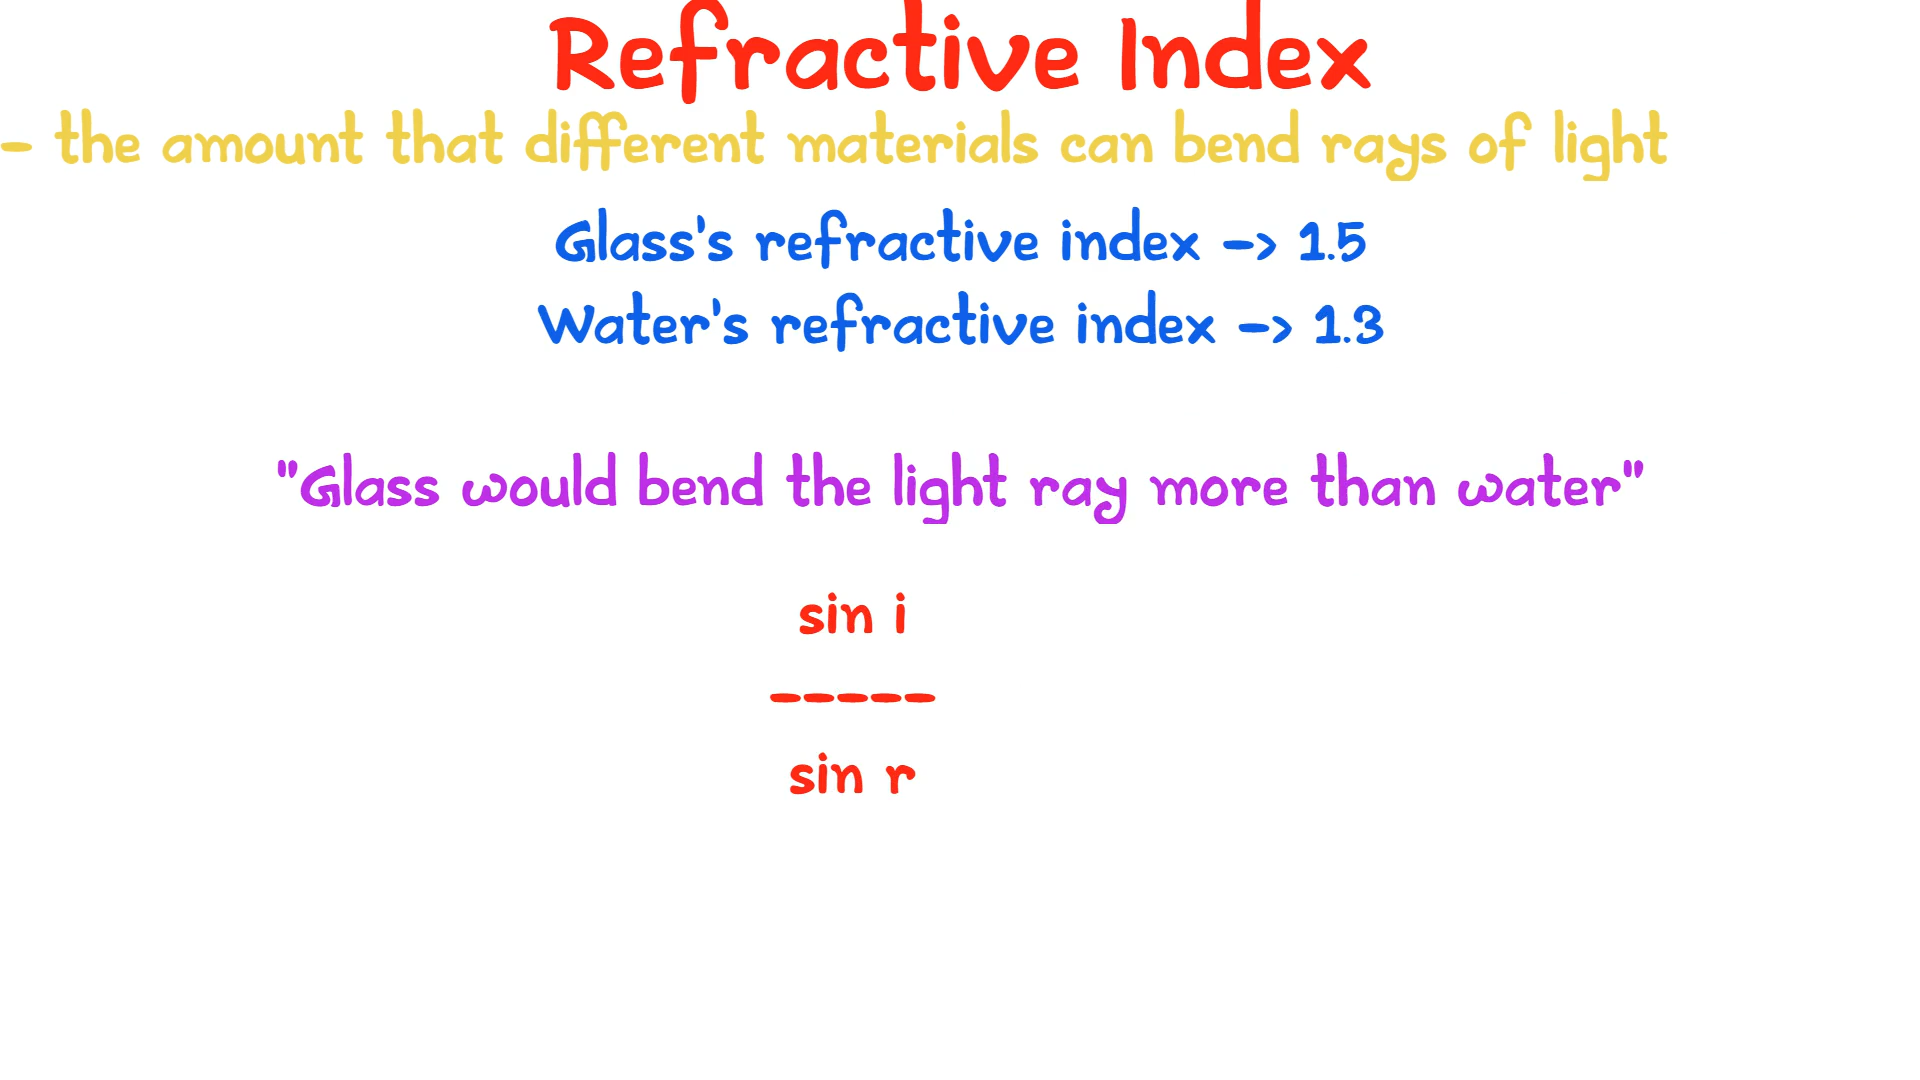 Refractive Index
- the amount that different materials can bend rays of light
Glass's refractive index -> 1.5
Water's refractive index -> 1.3
"Glass would bend the light ray more than water"
sin i
-----
sin r